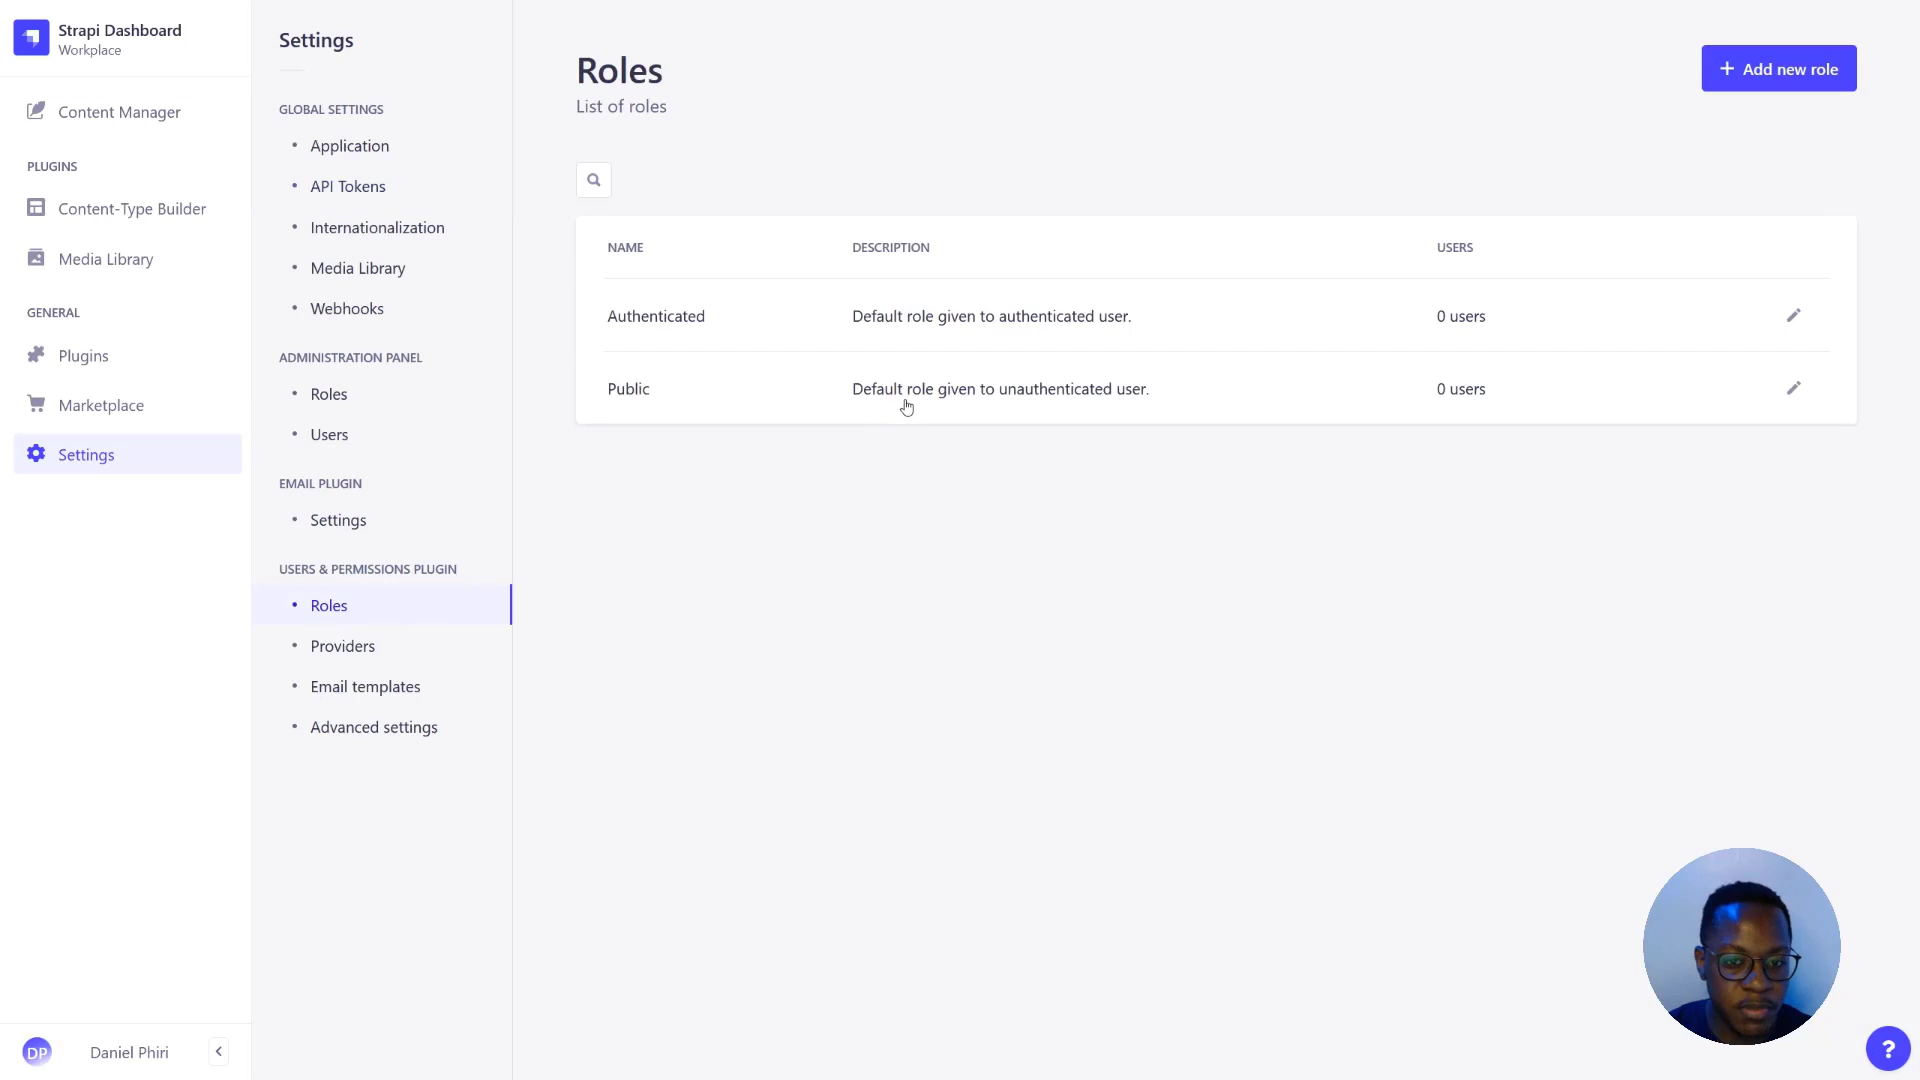 Strapi Dashboard
Workplace
Content Manager
PLUGINS
Content-Type Builder
Media Library
GENERAL
Plugins
Marketplace
Settings
DP
Daniel Phiri
Settings
GLOBAL SETTINGS
Application
API Tokens
Internationalization
Media Library
Webhooks
ADMINISTRATION PANEL
Roles
Users
EMAIL PLUGIN
Settings
USERS & PERMISSIONS PLUGIN
Roles
Providers
Email templates
Advanced settings
Roles
List of roles
Add new role
NAME DESCRIPTION USERS
Authenticated Default role given to authenticated user. 0 users
Public Default role given to unauthenticated user. 0 users
?